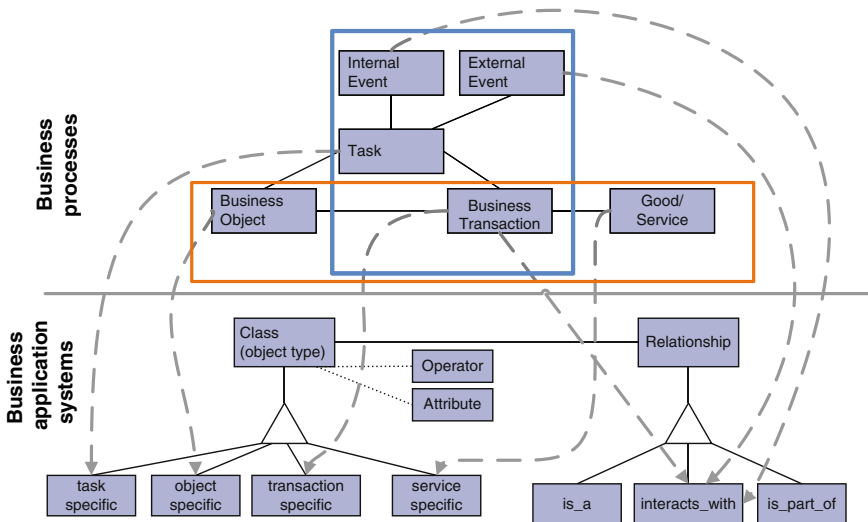 Business
processes
Internal
Event
External
Event
Task
Business
Object
Business
Transaction
Good/
Service
Business
application
systems
Class
(object type)
Relationship
Operator
Attribute
task
specific
object
specific
transaction
specific
service
specific
is_a
interacts_with
is_part_of